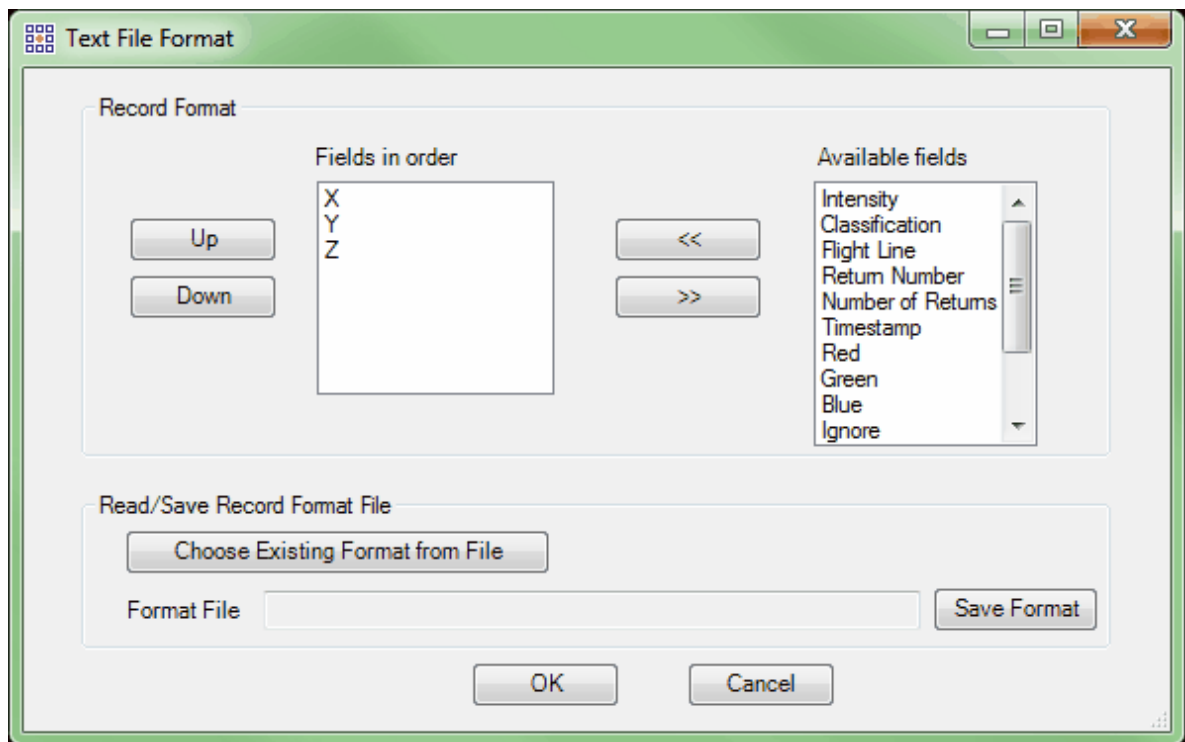 Text File Format
Record Format
Fields in order
Available fields
X
Y
Z
Up
Down
<<
>>
Intensity
Classification
Flight Line
Return Number
Number of Returns
Timestamp
Red
Green
Blue
Ignore
Read/Save Record Format File
Choose Existing Format from File
Format File
Save Format
OK
Cancel